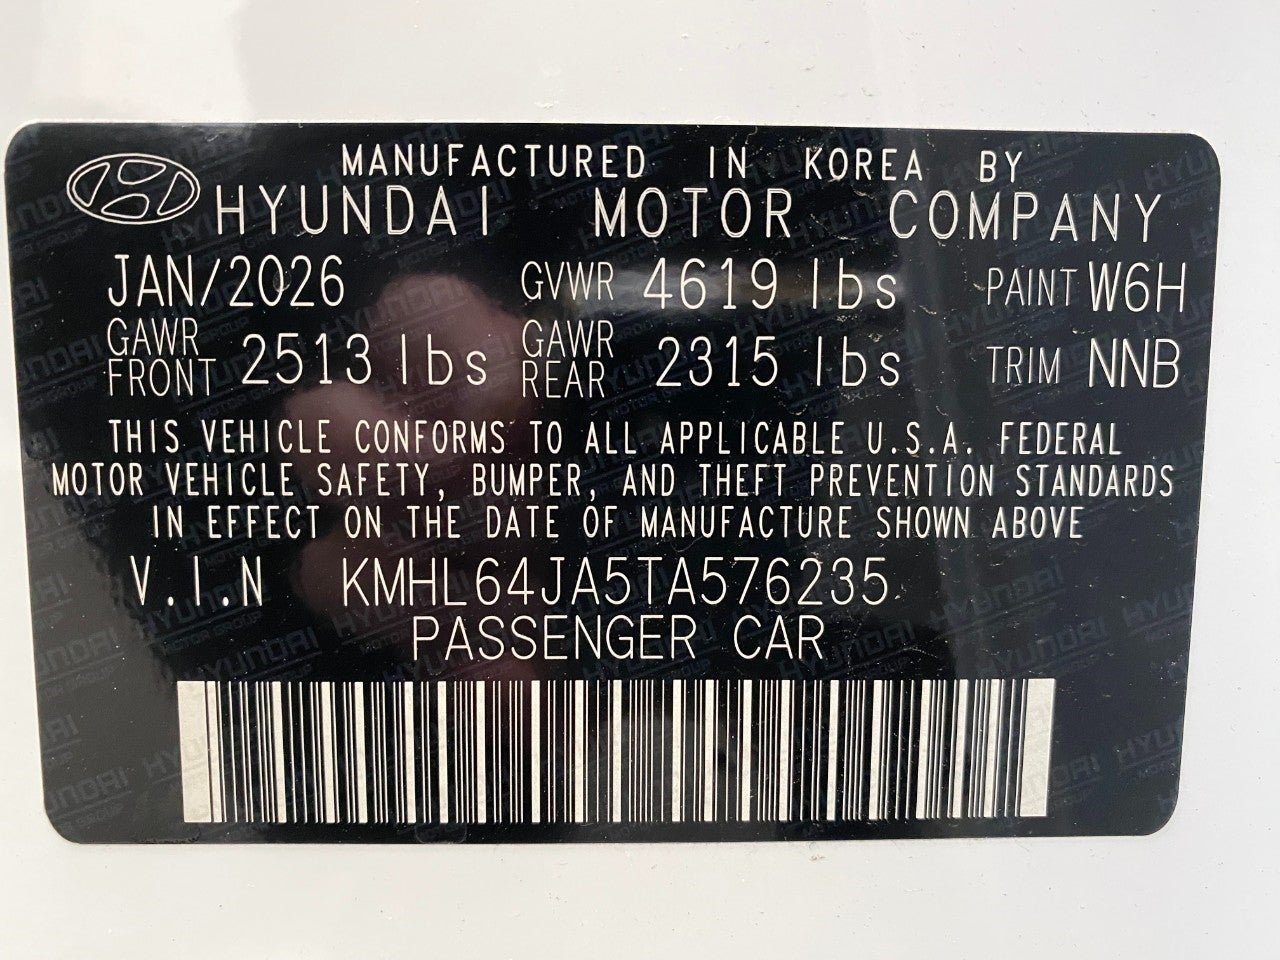 MANUFACTURED IN KOREA BY
HYUNDAI MOTOR COMPANY
JAN/2026 GVWR 4619 lbs PAINT W6H
GAWR FRONT 2513 lbs GAWR REAR 2315 lbs TRIM NNB
THIS VEHICLE CONFORMS TO ALL APPLICABLE U.S.A. FEDERAL
MOTOR VEHICLE SAFETY, BUMPER, AND THEFT PREVENTION STANDARDS
IN EFFECT ON THE DATE OF MANUFACTURE SHOWN ABOVE
V.I.N KMHL64JA5TA576235
PASSENGER CAR